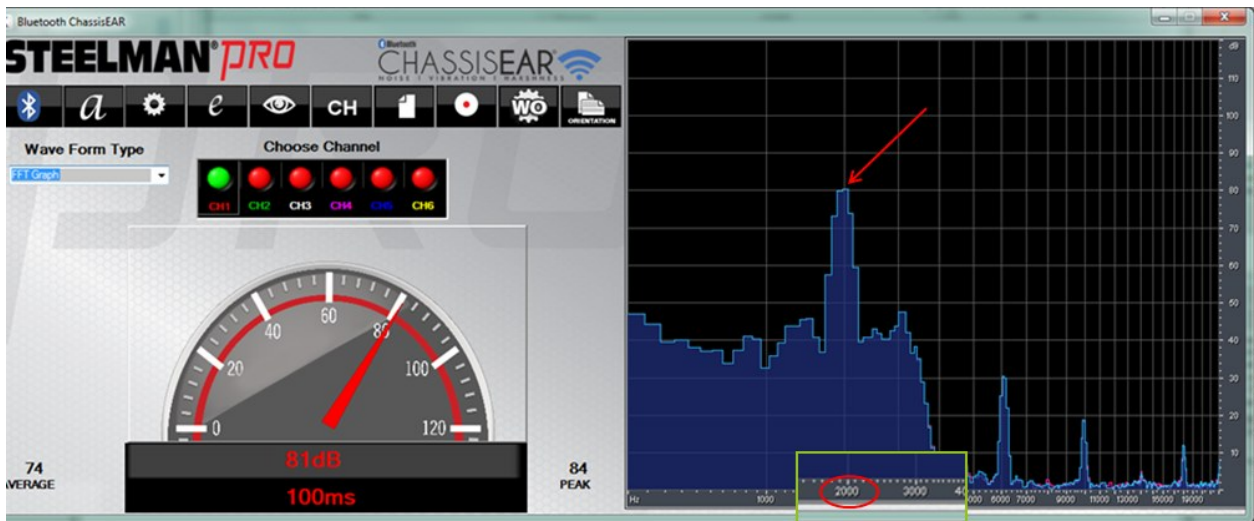 Bluetooth ChassisEAR
STEELMAN® PRO
Bluetooth
CHASSISEAR
NOISE | VIBRATION | HARSHNESS
a e CH WO
ORIENTATION
Wave Form Type
FFT Graph
Choose Channel
CH1 CH2 CH3 CH4 CH5 CH6
0 20 40 60 80 100 120
81dB
100ms
74
AVERAGE
84
PEAK
dB
110
100
90
80
70
60
50
40
30
20
10
Hz 1000 2000 3000 6000 7000 9000 11000 13000 16000 19000